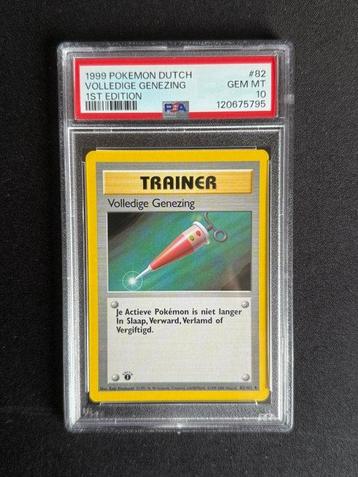 1999 POKEMON DUTCH #82
VOLLEDIGE GENEZING GEM MT
1ST EDITION 10
PSA 120675795
TRAINER
Volledige Genezing
Je Actieve Pokémon is niet langer
in Slaap, Verward, Verlamd of
Vergiftigd.